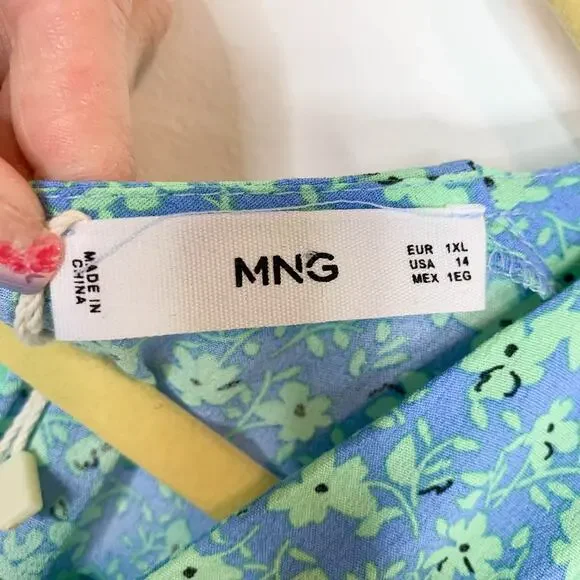 MADE IN
CHINA
MNG
EUR 1XL
USA 14
MEX 1EG